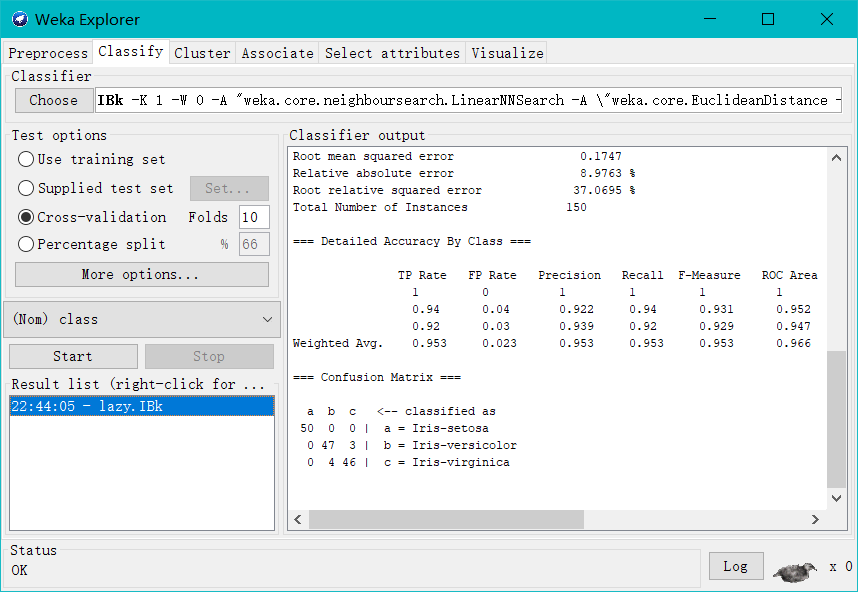 Weka Explorer
Preprocess Classify Cluster Associate Select attributes Visualize
Classifier
Choose IBk -K 1 -W 0 -A "weka.core.neighboursearch.LinearNNSearch -A \"weka.core.EuclideanDistance -
Test options
Use training set
Supplied test set Set...
Cross-validation Folds 10
Percentage split % 66
More options...
(Nom) class
Start Stop
Result list (right-click for ...
22:44:05 - lazy.IBk
Classifier output
Root mean squared error 0.1747
Relative absolute error 8.9763 %
Root relative squared error 37.0695 %
Total Number of Instances 150
=== Detailed Accuracy By Class ===
TP Rate FP Rate Precision Recall F-Measure ROC Area
1 0 1 1 1 1
0.94 0.04 0.922 0.94 0.931 0.952
0.92 0.03 0.939 0.92 0.929 0.947
Weighted Avg. 0.953 0.023 0.953 0.953 0.953 0.966
=== Confusion Matrix ===
a b c <-- classified as
50 0 0 | a = Iris-setosa
0 47 3 | b = Iris-versicolor
0 4 46 | c = Iris-virginica
Status
OK
Log x 0